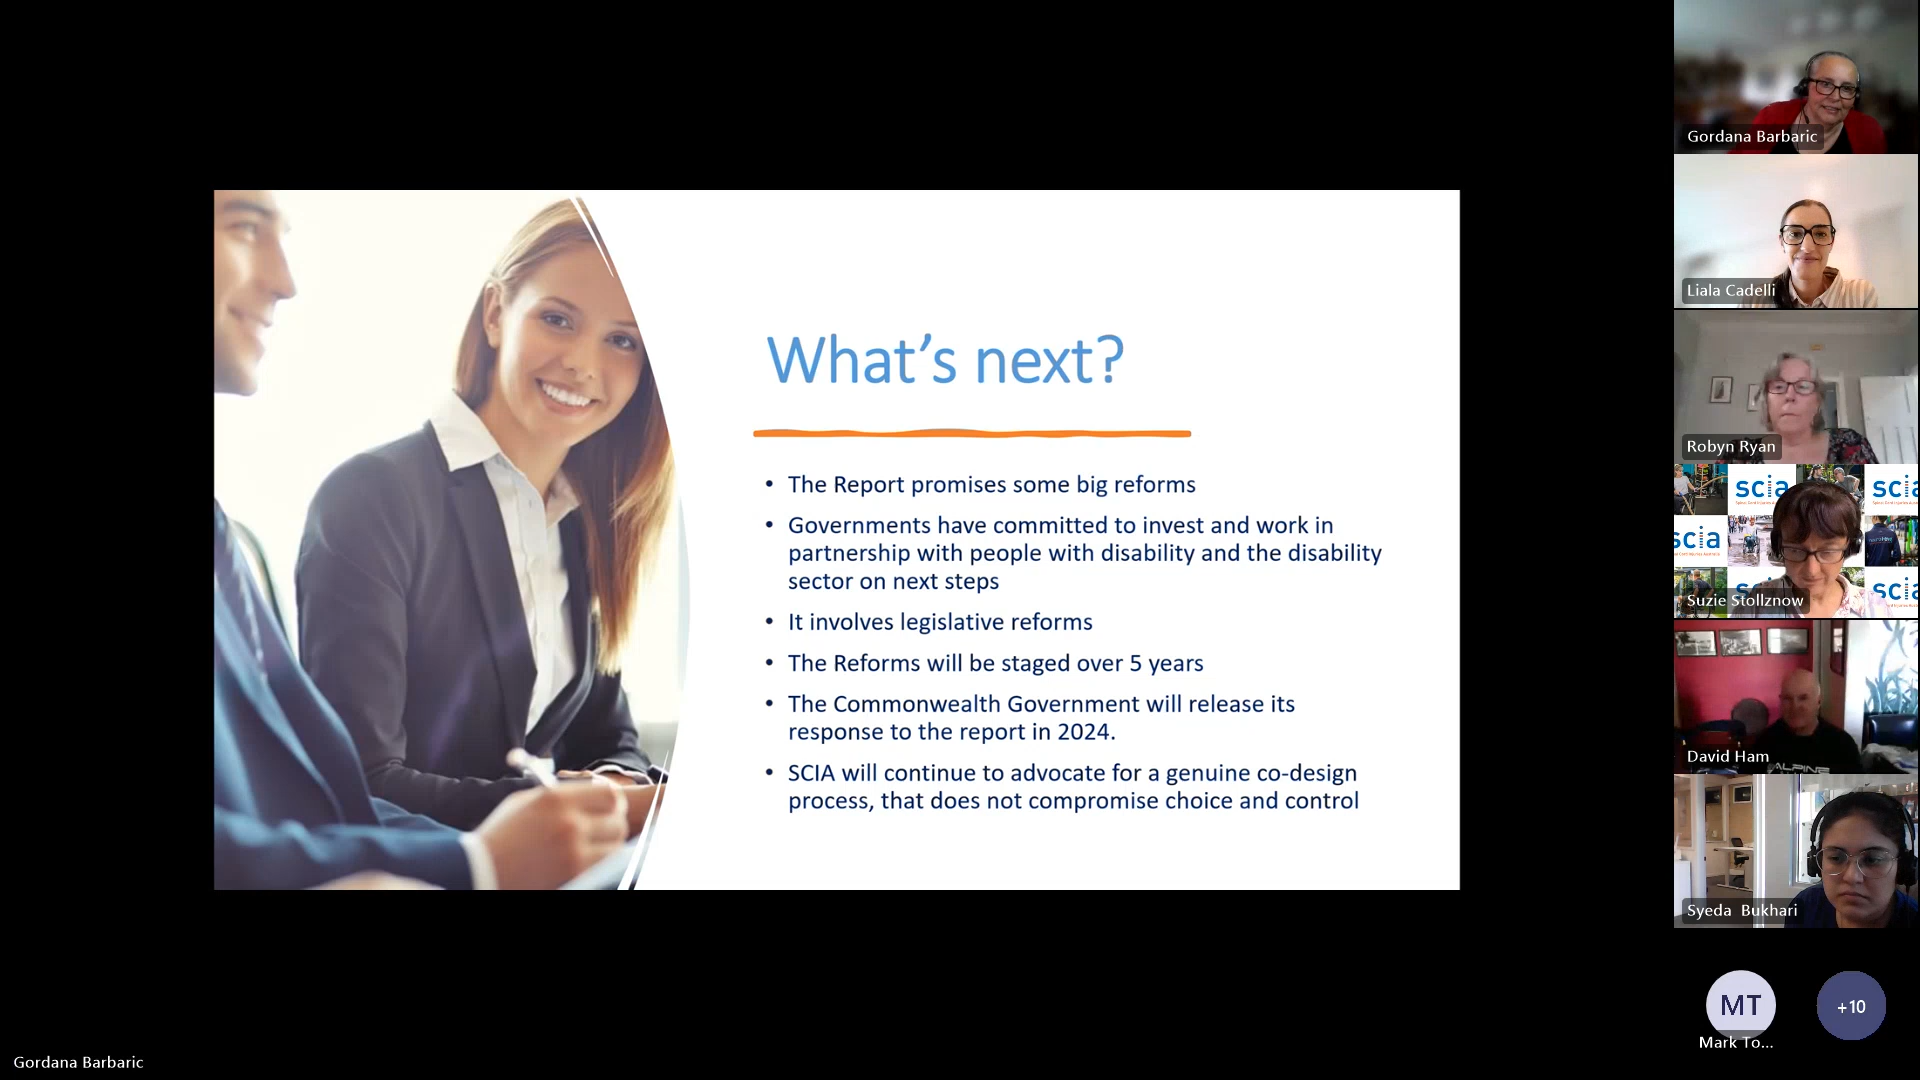 What's next?
• The Report promises some big reforms
• Governments have committed to invest and work in
partnership with people with disability and the disability
sector on next steps
• It involves legislative reforms
• The Reforms will be staged over 5 years
• The Commonwealth Government will release its
response to the report in 2024.
• SCIA will continue to advocate for a genuine co-design
process, that does not compromise choice and control
Gordana Barbaric
Liala Cadelli
Robyn Ryan
scia
scia
scia
Suzie Stollznow
David Ham
ALPINE
Syeda Bukhari
MT
+10
Mark To...
Gordana Barbaric